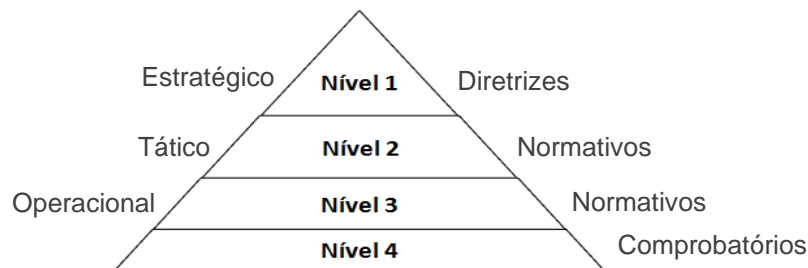 Estratégico Nível 1 Diretrizes
Tático Nível 2 Normativos
Operacional Nível 3 Normativos
Nível 4 Comprobatórios